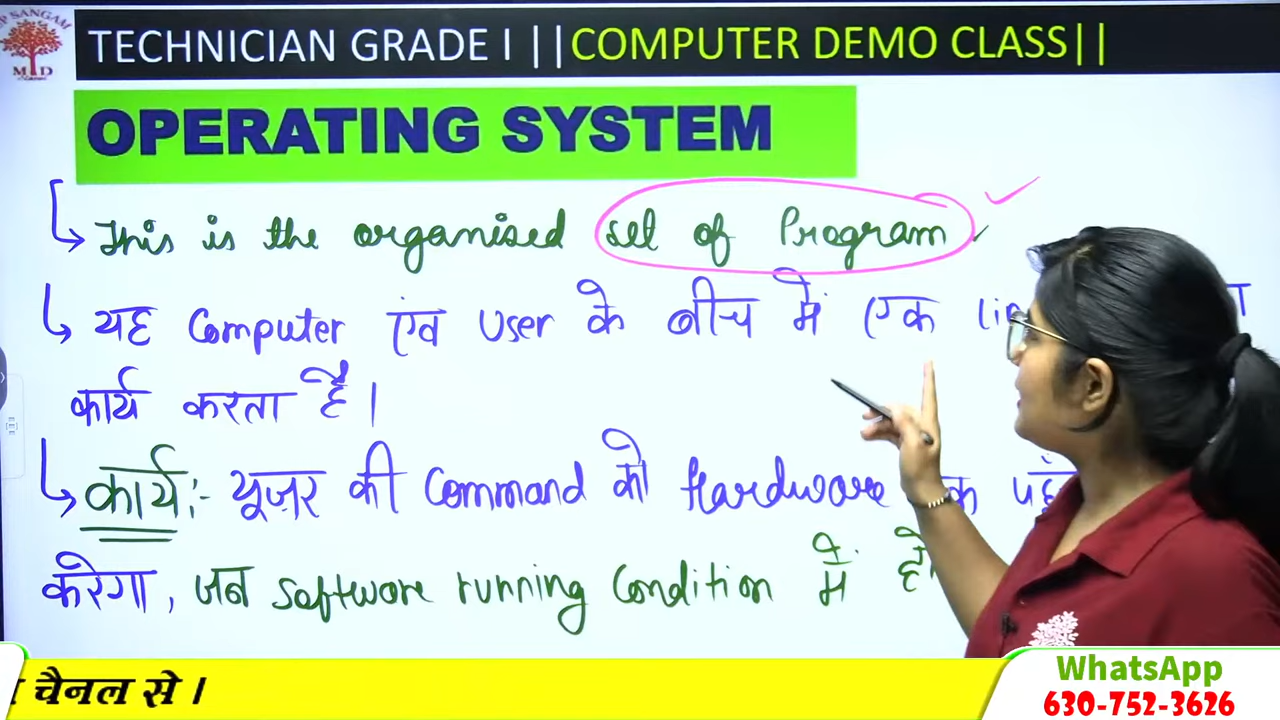 TECHNICIAN GRADE I ||COMPUTER DEMO CLASS||
OPERATING SYSTEM
This is the organised set of Program
यह Computer एंव User के बीच में एक
कार्य करता है।
कार्य:- यूज़र की Command को Hardware
करेगा, जब software running condition में
चैनल से।
WhatsApp
630-752-3626